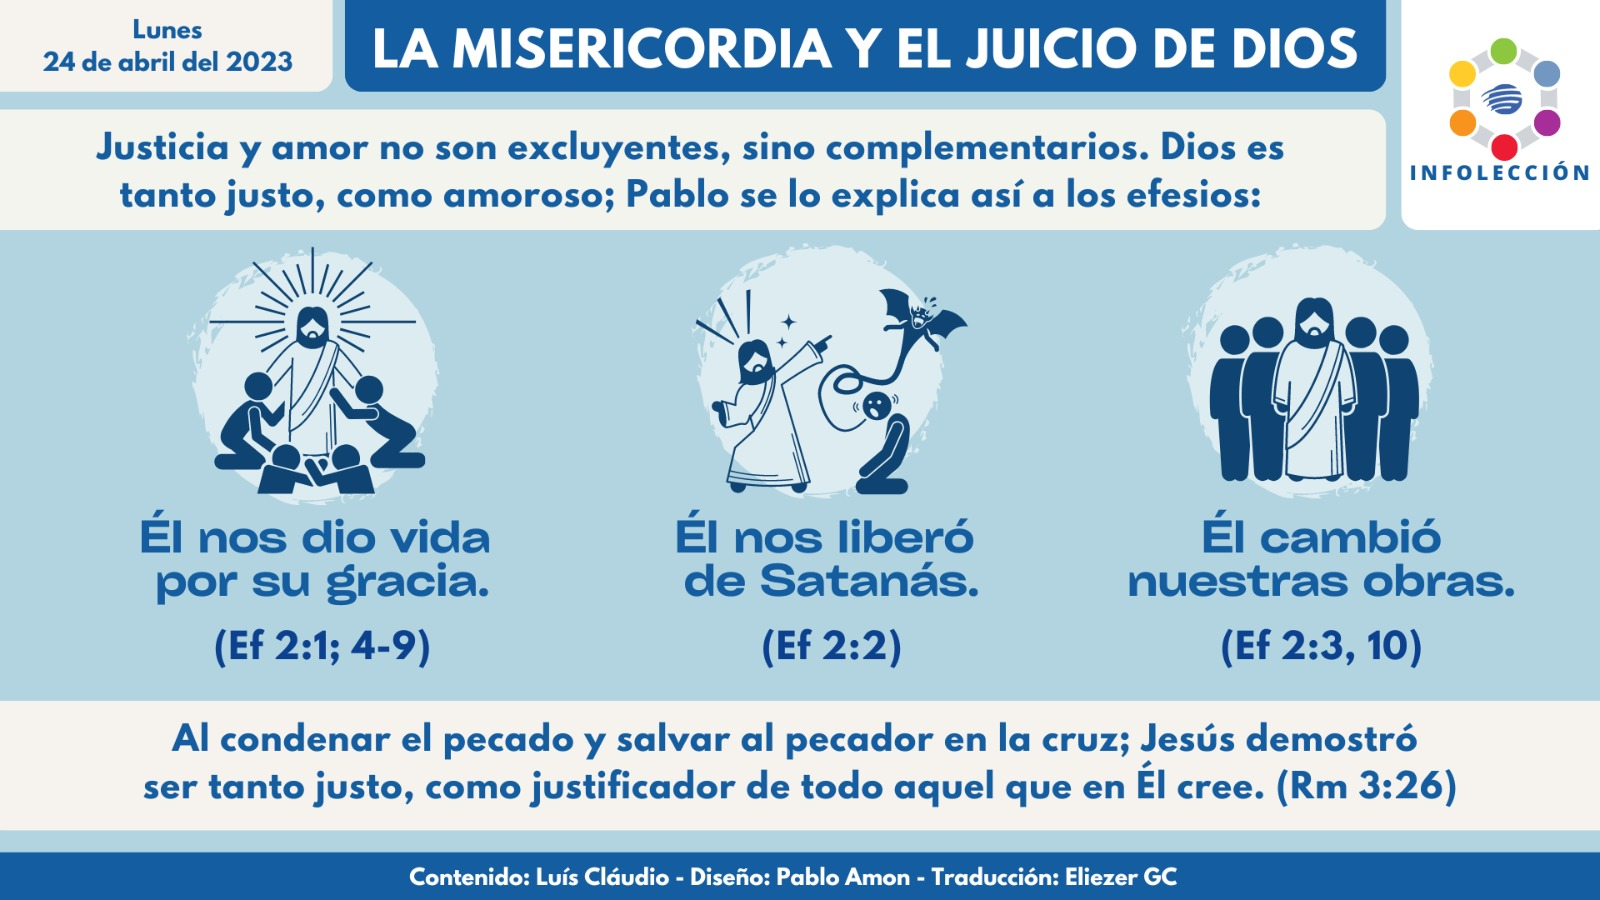 Lunes
24 de abril del 2023
LA MISERICORDIA Y EL JUICIO DE DIOS
INFOLECCIÓN
Justicia y amor no son excluyentes, sino complementarios. Dios es
tanto justo, como amoroso; Pablo se lo explica así a los efesios:
Él nos dio vida
por su gracia.
(Ef 2:1; 4-9)
Él nos liberó
de Satanás.
(Ef 2:2)
Él cambió
nuestras obras.
(Ef 2:3, 10)
Al condenar el pecado y salvar al pecador en la cruz; Jesús demostró
ser tanto justo, como justificador de todo aquel que en Él cree. (Rm 3:26)
Contenido: Luís Cláudio - Diseño: Pablo Amon - Traducción: Eliezer GC